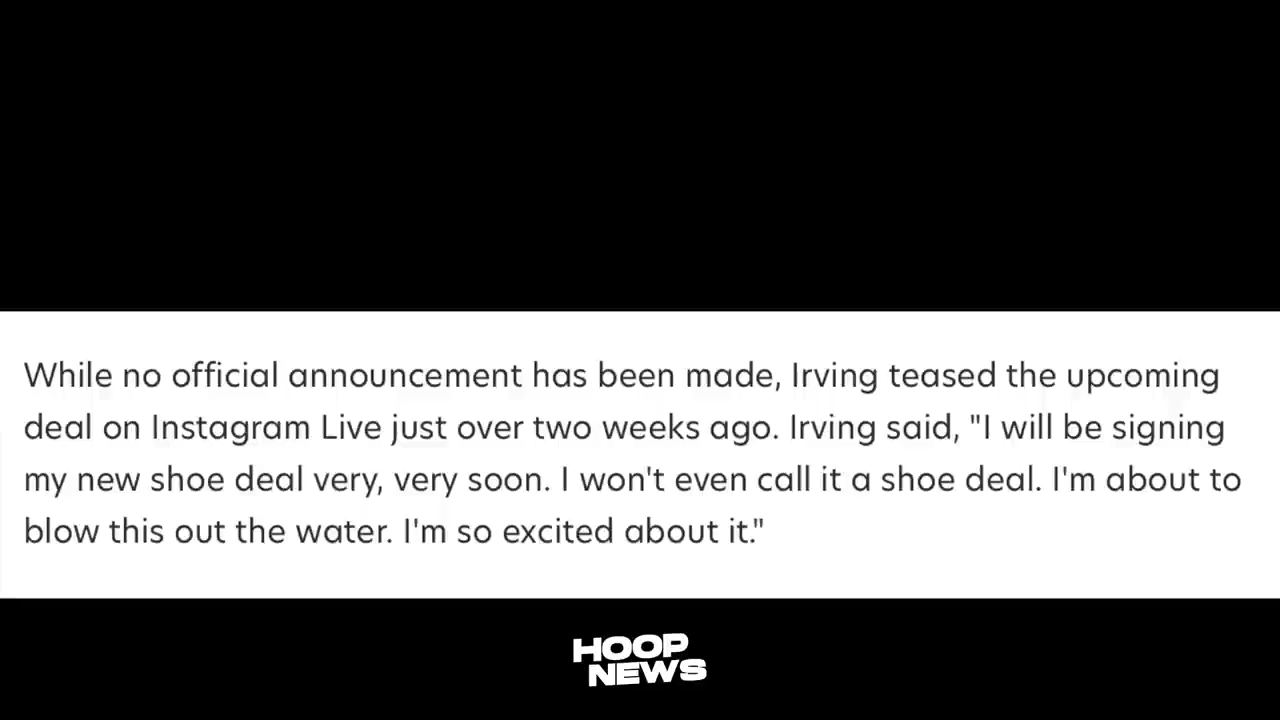 While no official announcement has been made, Irving teased the upcoming
deal on Instagram Live just over two weeks ago. Irving said, "I will be signing
my new shoe deal very, very soon. I won't even call it a shoe deal. I'm about to
blow this out the water. I'm so excited about it."
HOOP
NEWS